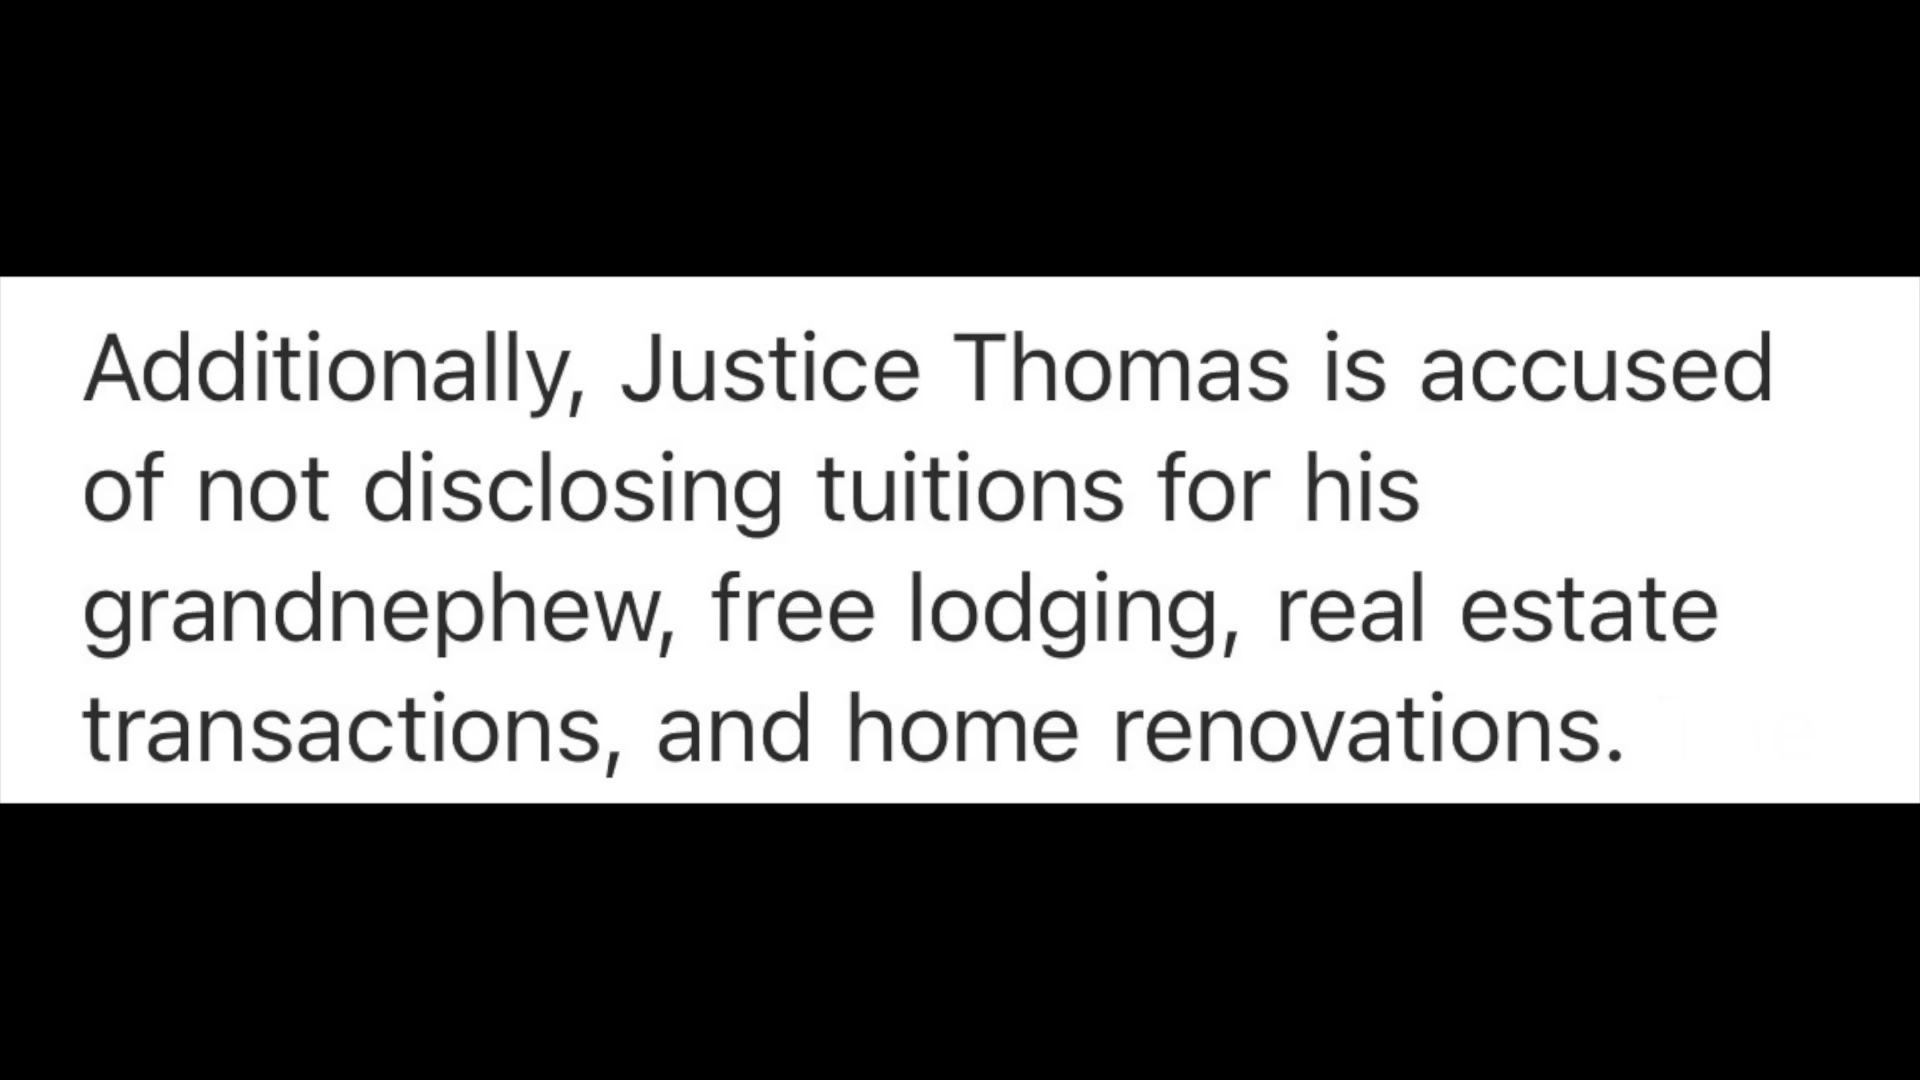 Additionally, Justice Thomas is accused
of not disclosing tuitions for his
grandnephew, free lodging, real estate
transactions, and home renovations.